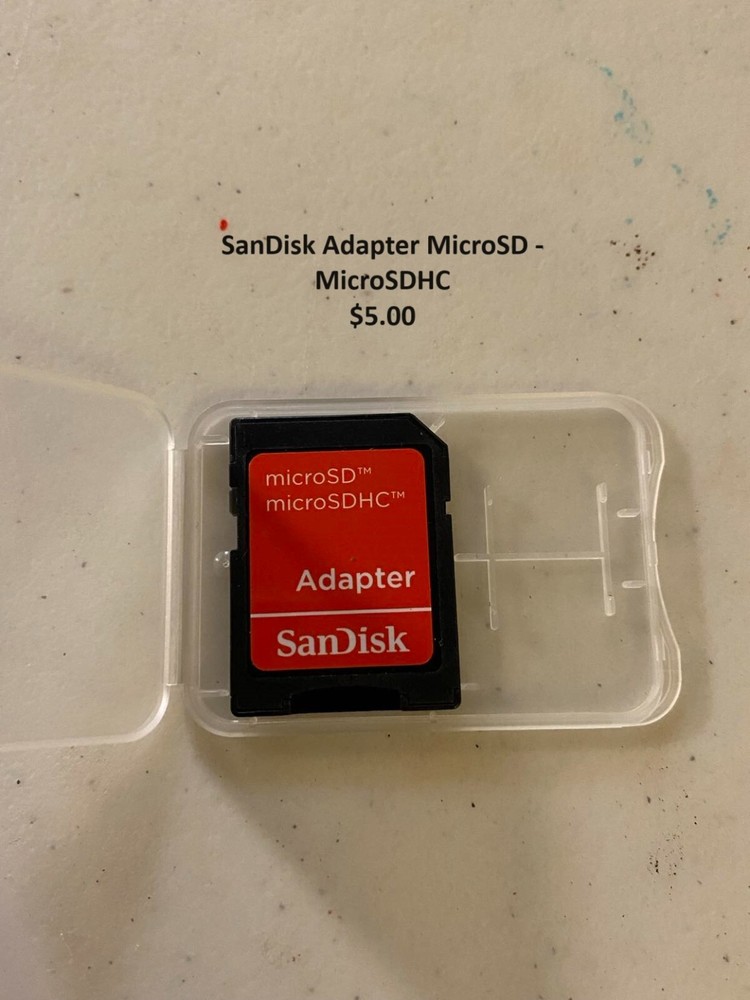 SanDisk Adapter MicroSD -
MicroSDHC
$5.00
microSD™
microSDHC™
Adapter
SanDisk